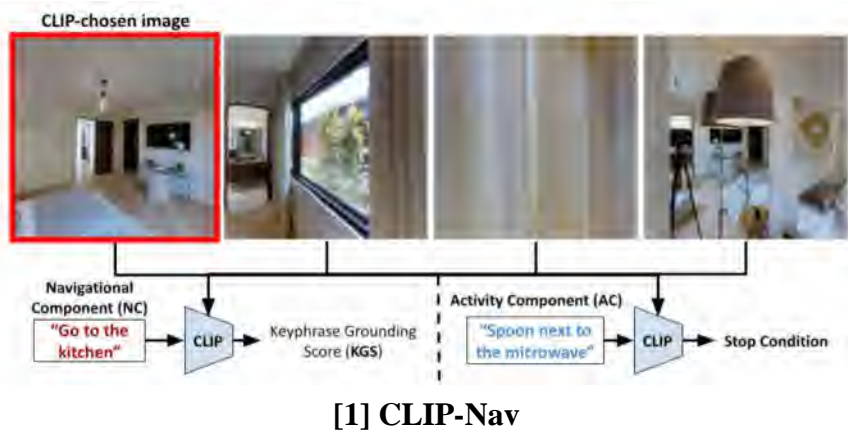 CLIP-chosen image
Navigational
Component (NC)
"Go to the
kitchen"
CLIP
Keyphrase Grounding
Score (KGS)
Activity Component (AC)
"Spoon next to
the mitrowave"
CLIP
Stop Condition
[1] CLIP-Nav